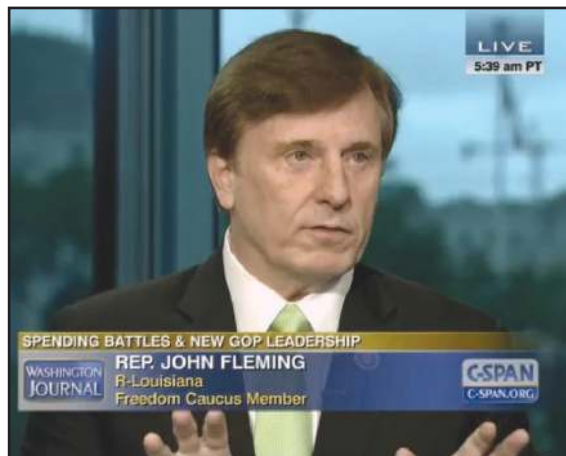 LIVE
5:39 am PT
SPENDING BATTLES & NEW GOP LEADERSHIP
WASHINGTON
JOURNAL
REP. JOHN FLEMING
R-Louisiana
Freedom Caucus Member
C-SPAN
C-SPAN.ORG